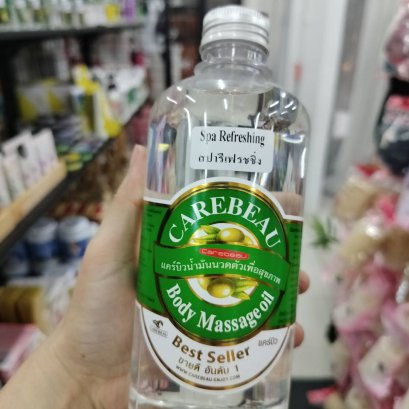 Spa Refreshing
สปารีเฟรชชิ่ง
CAREBEAU
Carebeau
แคร์บิวน้ำมันนวดตัวเพื่อสุขภาพ
Body Massage oil
Best Seller
ขายดี อันดับ 1
WWW.CAREBEAU-ENJOY.COM
แคร์บิว